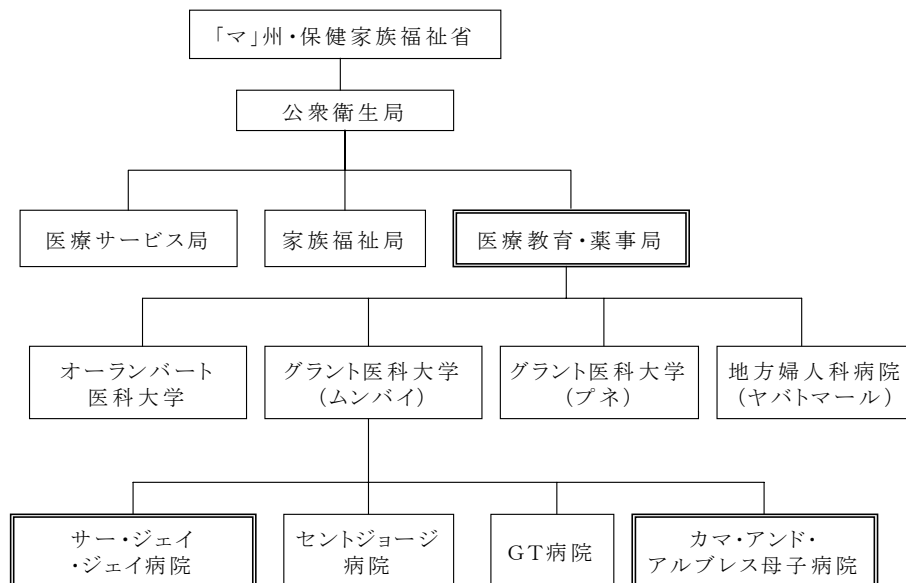 「マ」州・保健家族福祉省
公衆衛生局
医療サービス局
家族福祉局
医療教育・薬事局
オーランバート
医科大学
グラント医科大学
(ムンバイ)
グラント医科大学
(プネ)
地方婦人科病院
(ヤバトマール)
サー・ジェイ
・ジェイ病院
セントジョージ
病院
GT病院
カマ・アンド・
アルブレス母子病院